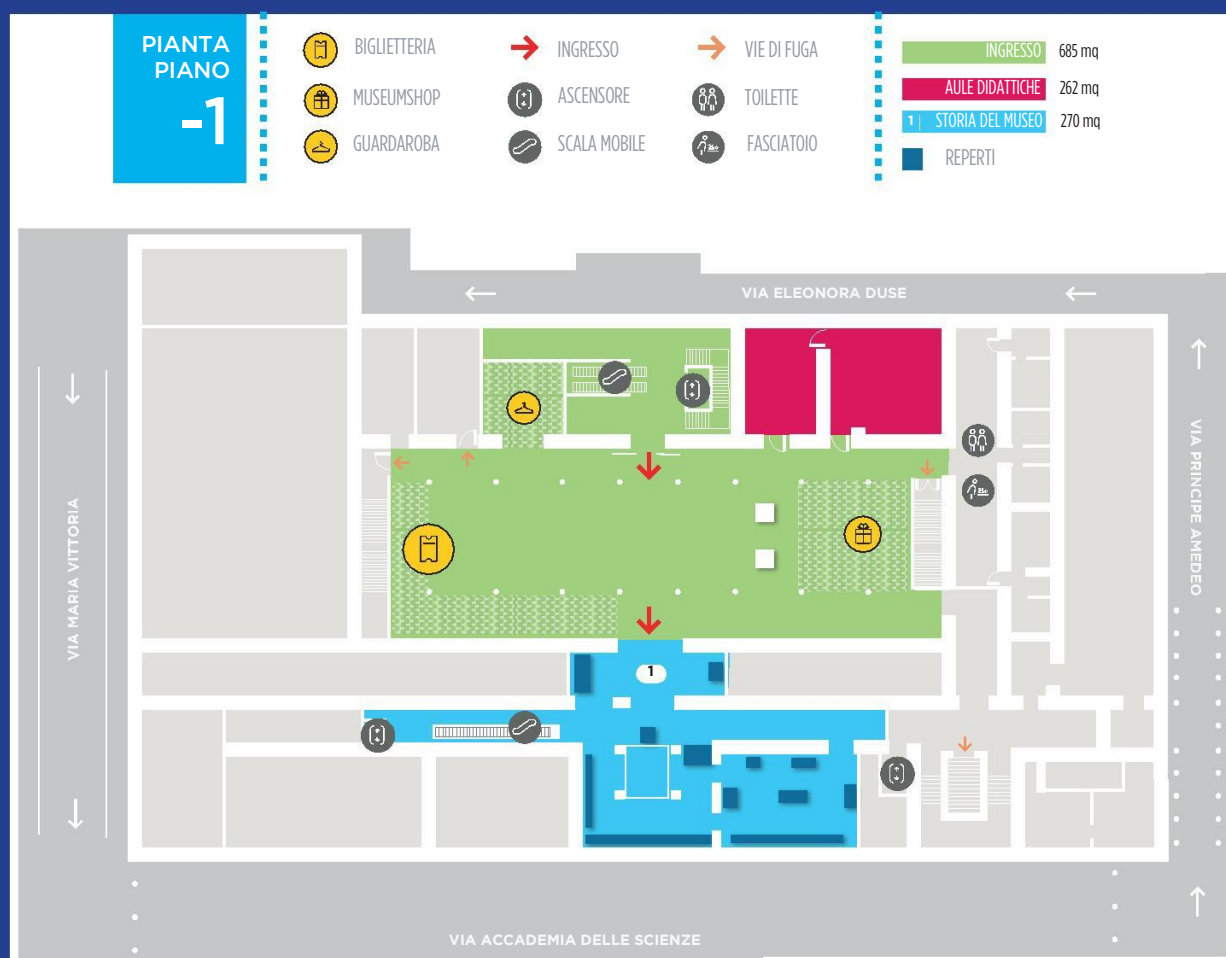 PIANTA
PIANO
-1
BIGLIETTERIA
MUSEUMSHOP
GUARDAROBA
INGRESSO
ASCENSORE
SCALA MOBILE
VIE DI FUGA
TOILETTE
FASCIATOIO
INGRESSO 685 mq
AULE DIDATTICHE 262 mq
1 | STORIA DEL MUSEO 270 mq
REPERTI
VIA ELEONORA DUSE
VIA MARIA VITTORIA
VIA PRINCIPE AMEDEO
1
VIA ACCADEMIA DELLE SCIENZE